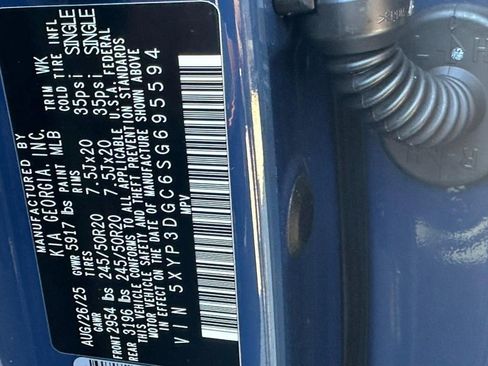 MANUFACTURED BY
KIA GEORGIA, INC.
AUG/26/25 GVWR 5917 lbs PAINT MLB TRIM WK
GAWR TIRES RIMS COLD TIRE INFL
FRONT 2954 lbs 245/50R20 7.5JX20 35psi SINGLE
REAR 3196 lbs 245/50R20 7.5JX20 35psi SINGLE
THIS VEHICLE CONFORMS TO ALL APPLICABLE U.S. FEDERAL
MOTOR VEHICLE SAFETY AND THEFT PREVENTION STANDARDS
IN EFFECT ON THE DATE OF MANUFACTURE SHOWN ABOVE
VIN 5XYP3DGC6SG695594
MPV